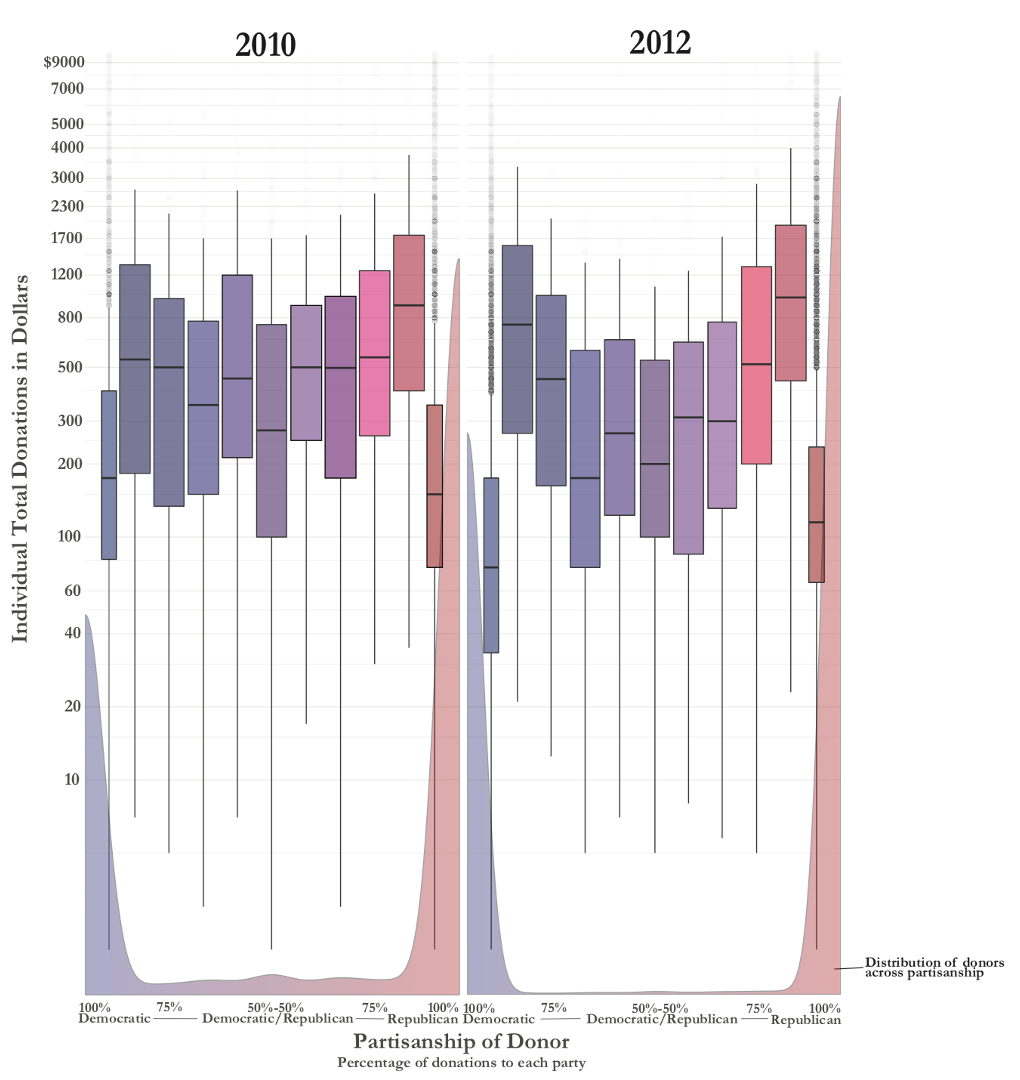 2010
2012
$9000
7000
5000
4000
3000
2300
1700
1200
800
500
300
200
100
60
40
20
10
Individual Total Donations in Dollars
Distribution of donors
across partisanship
100% 75% 50%-50% 75% 100% 100% 75% 50%-50% 75% 100%
Democratic Democratic/Republican Republican Democratic Democratic/Republican Republican
Partisanship of Donor
Percentage of donations to each party